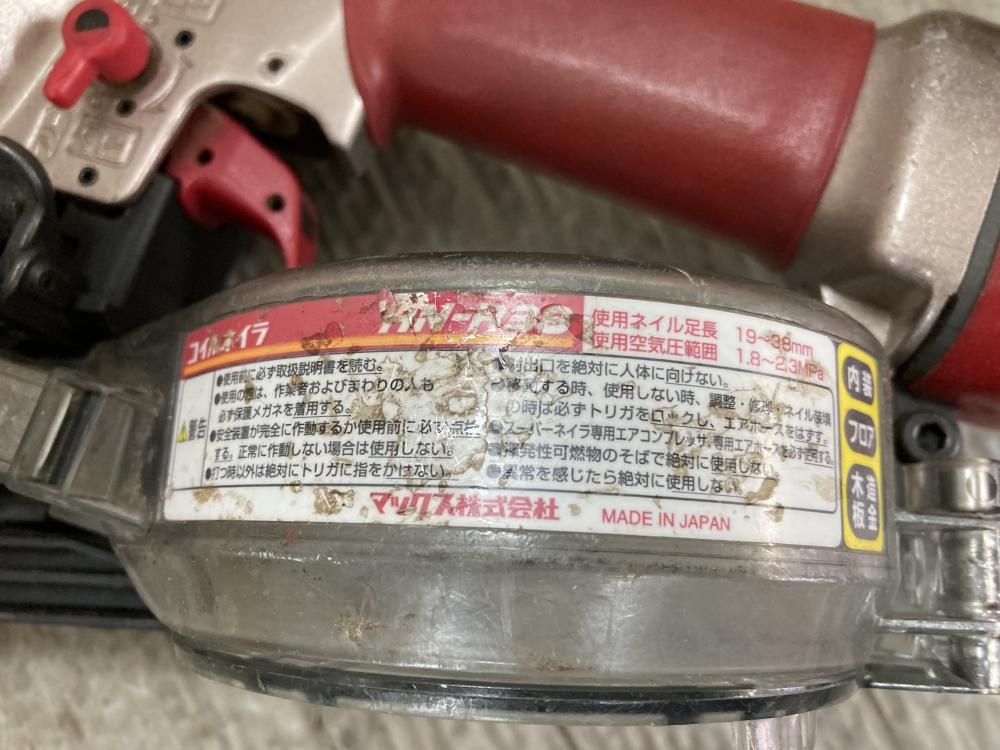 コイルネイラ
HN-R38
使用ネイル足長 19~38mm
使用空気圧範囲 1.8~2.3MPa
警告
●使用前に必ず取扱説明書を読む。
●使用の際は、作業者およびまわりの人も
必ず保護メガネを着用する。
●安全装置が完全に作動するか使用前に必ず点検
する。正常に作動しない場合は使用しない。
●打つ時以外は絶対にトリガに指をかけない。
射出口を絶対に人体に向けない。
●移動する時、使用しない時、調整・修理・ネイル装填
の時は必ずトリガをロックし、エアホースをはずす。
●スーパーネイラ専用エアコンプレッサ、専用エアホースを必ず使用する。
●揮発性可燃物のそばで絶対に使用しない。
●異常を感じたら絶対に使用しない。
マックス株式会社
MADE IN JAPAN
内装
フロア
木板
造金